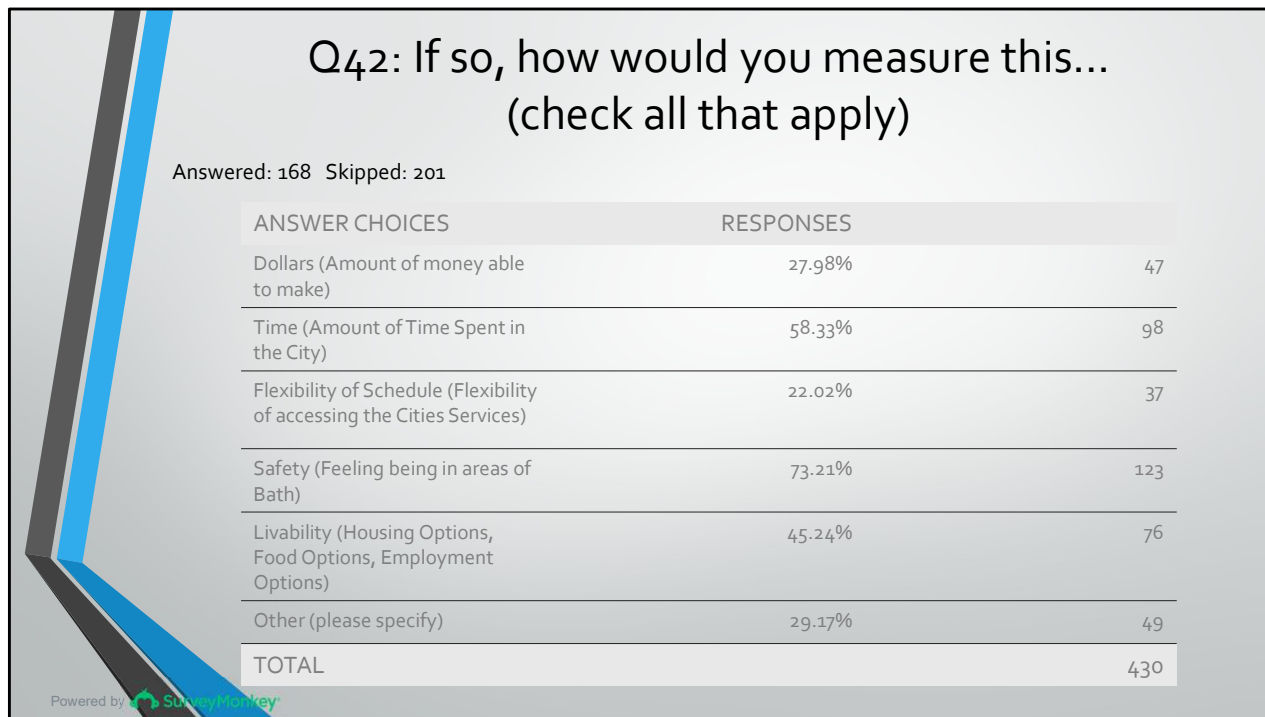 Q42: If so, how would you measure this...
(check all that apply)
Answered: 168 Skipped: 201
ANSWER CHOICES RESPONSES
Dollars (Amount of money able
to make) 27.98% 47
Time (Amount of Time Spent in
the City) 58.33% 98
Flexibility of Schedule (Flexibility
of accessing the Cities Services) 22.02% 37
Safety (Feeling being in areas of
Bath) 73.21% 123
Livability (Housing Options,
Food Options, Employment
Options) 45.24% 76
Other (please specify) 29.17% 49
TOTAL 430
Powered by SurveyMonkey